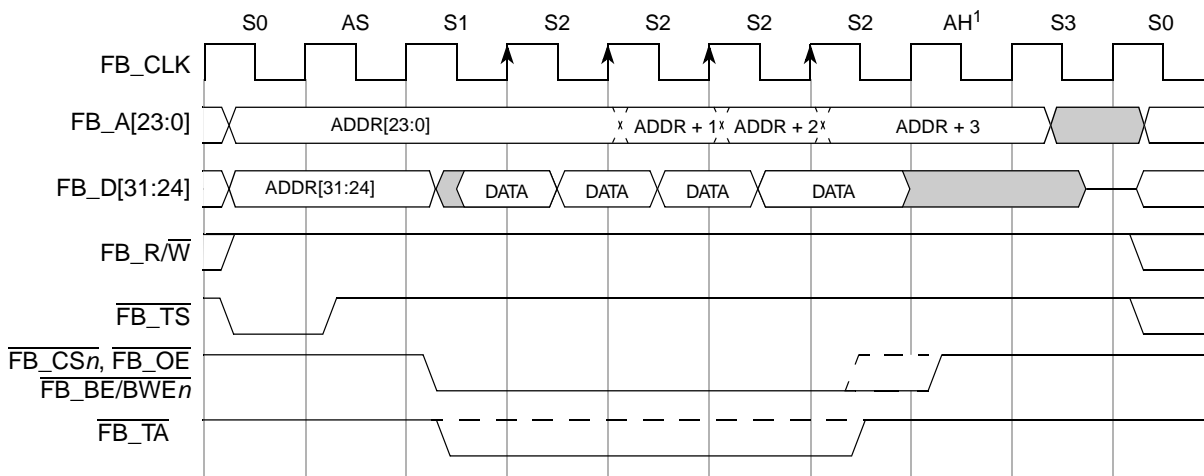 S0 AS S1 S2 S2 S2 S2 AH1 S3 S0
FB_CLK
FB_A[23:0] ADDR[23:0] ADDR + 1 ADDR + 2 ADDR + 3
FB_D[31:24] ADDR[31:24] DATA DATA DATA DATA
FB_R/W
FB_TS
FB_CSn, FB_OE
FB_BE/BWEn
FB_TA